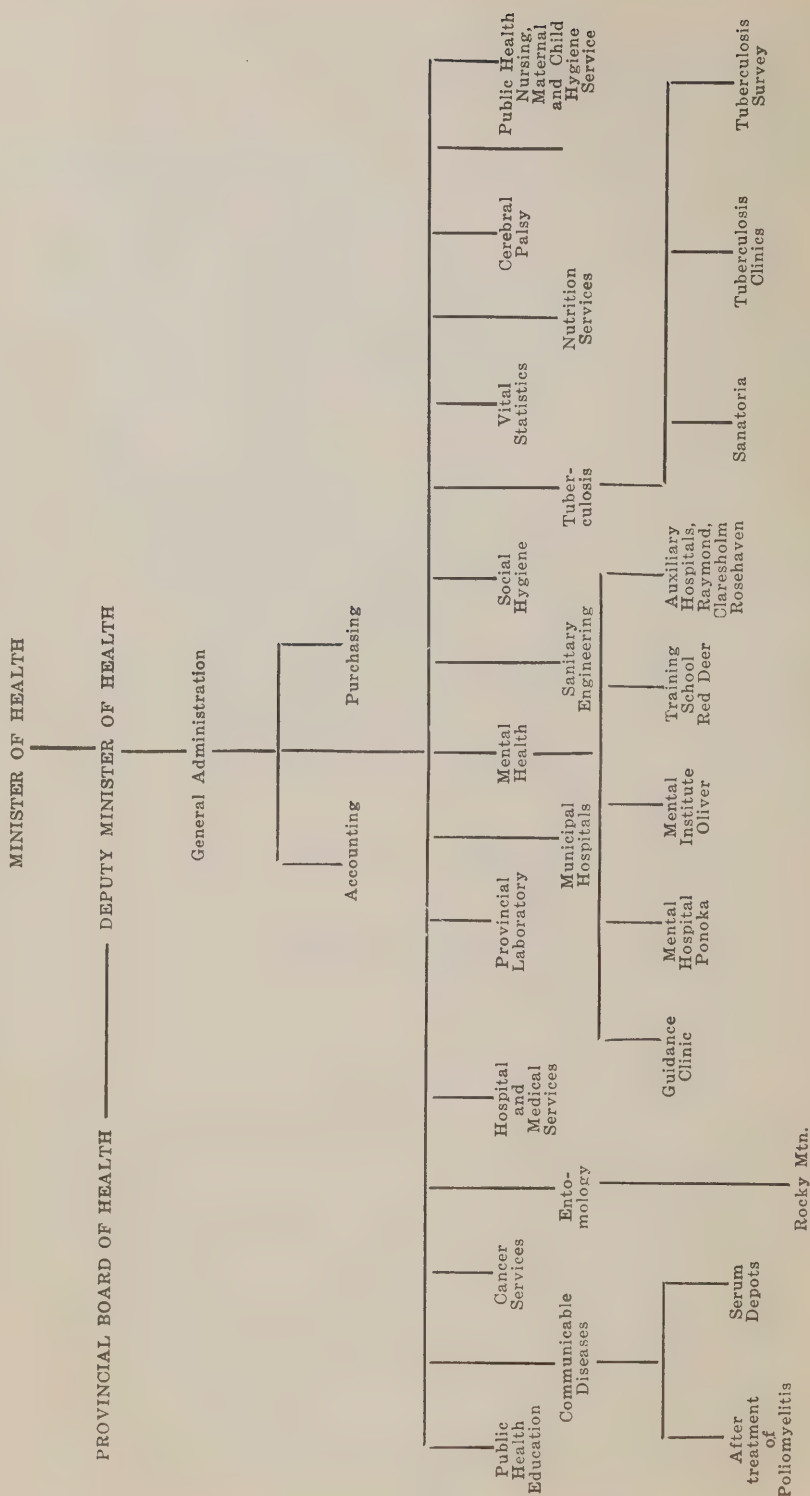 MINISTER OF HEALTH
PROVINCIAL BOARD OF HEALTH
DEPUTY MINISTER OF HEALTH
General Administration
Accounting
Purchasing
Public
Health
Education
Cancer
Services
Hospital
and
Medical
Services
Provincial
Laboratory
Mental
Health
Social
Hygiene
Vital
Statistics
Cerebral
Palsy
Public Health
Nursing,
Maternal
and Child
Hygiene
Service
Communicable
Diseases
Ento-
mology
Municipal
Hospitals
Sanitary
Engineering
Tuber-
culosis
Nutrition
Services
After
treatment
of
Poliomyelitis
Serum
Depots
Rocky Mtn.
Guidance
Clinic
Mental
Hospital
Ponoka
Mental
Institute
Oliver
Training
School
Red Deer
Auxiliary
Hospitals,
Raymond,
Claresholm
Rosehaven
Sanatoria
Tuberculosis
Clinics
Tuberculosis
Survey